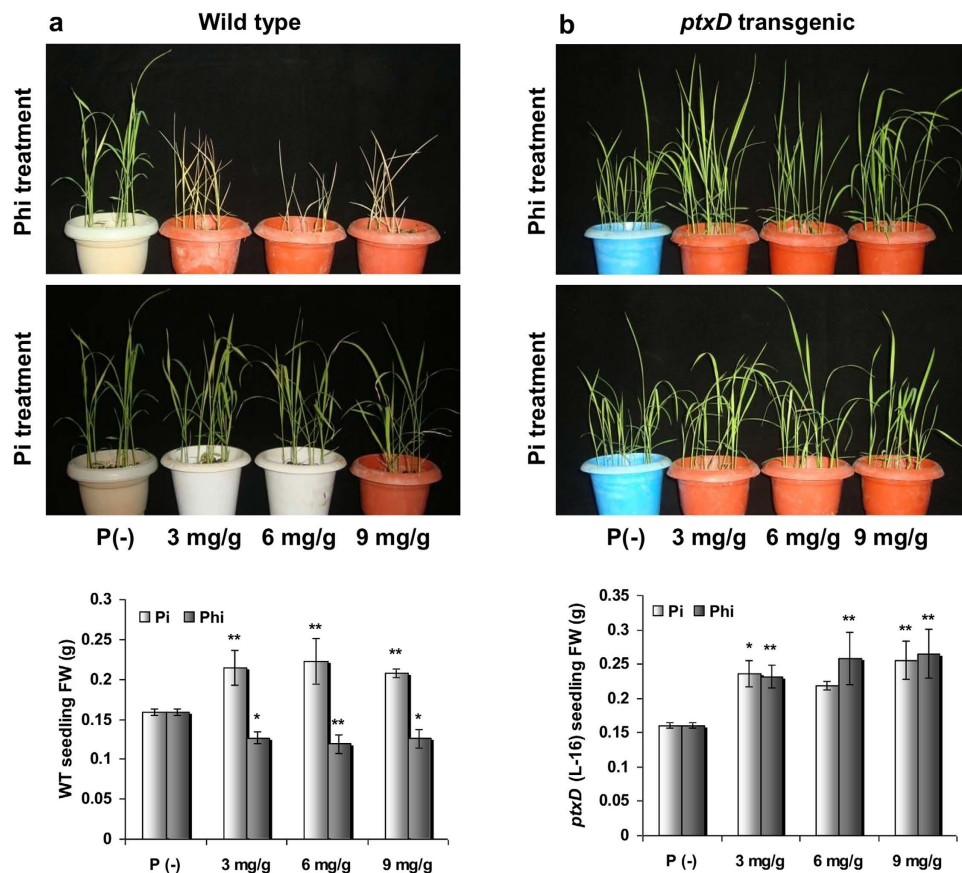 a Wild type
b ptxD transgenic
Phi treatment
Phi treatment
Pi treatment
Pi treatment
P(-) 3 mg/g 6 mg/g 9 mg/g
P(-) 3 mg/g 6 mg/g 9 mg/g
WT seedling FW (g)
0.3
0.25
0.2
0.15
0.1
0.05
0
Pi Phi
** ** **
* ** *
P (-) 3 mg/g 6 mg/g 9 mg/g
ptxD (L-16) seedling FW (g)
0.35
0.3
0.25
0.2
0.15
0.1
0.05
0
Pi Phi
* ** ** ** **
P (-) 3 mg/g 6 mg/g 9 mg/g